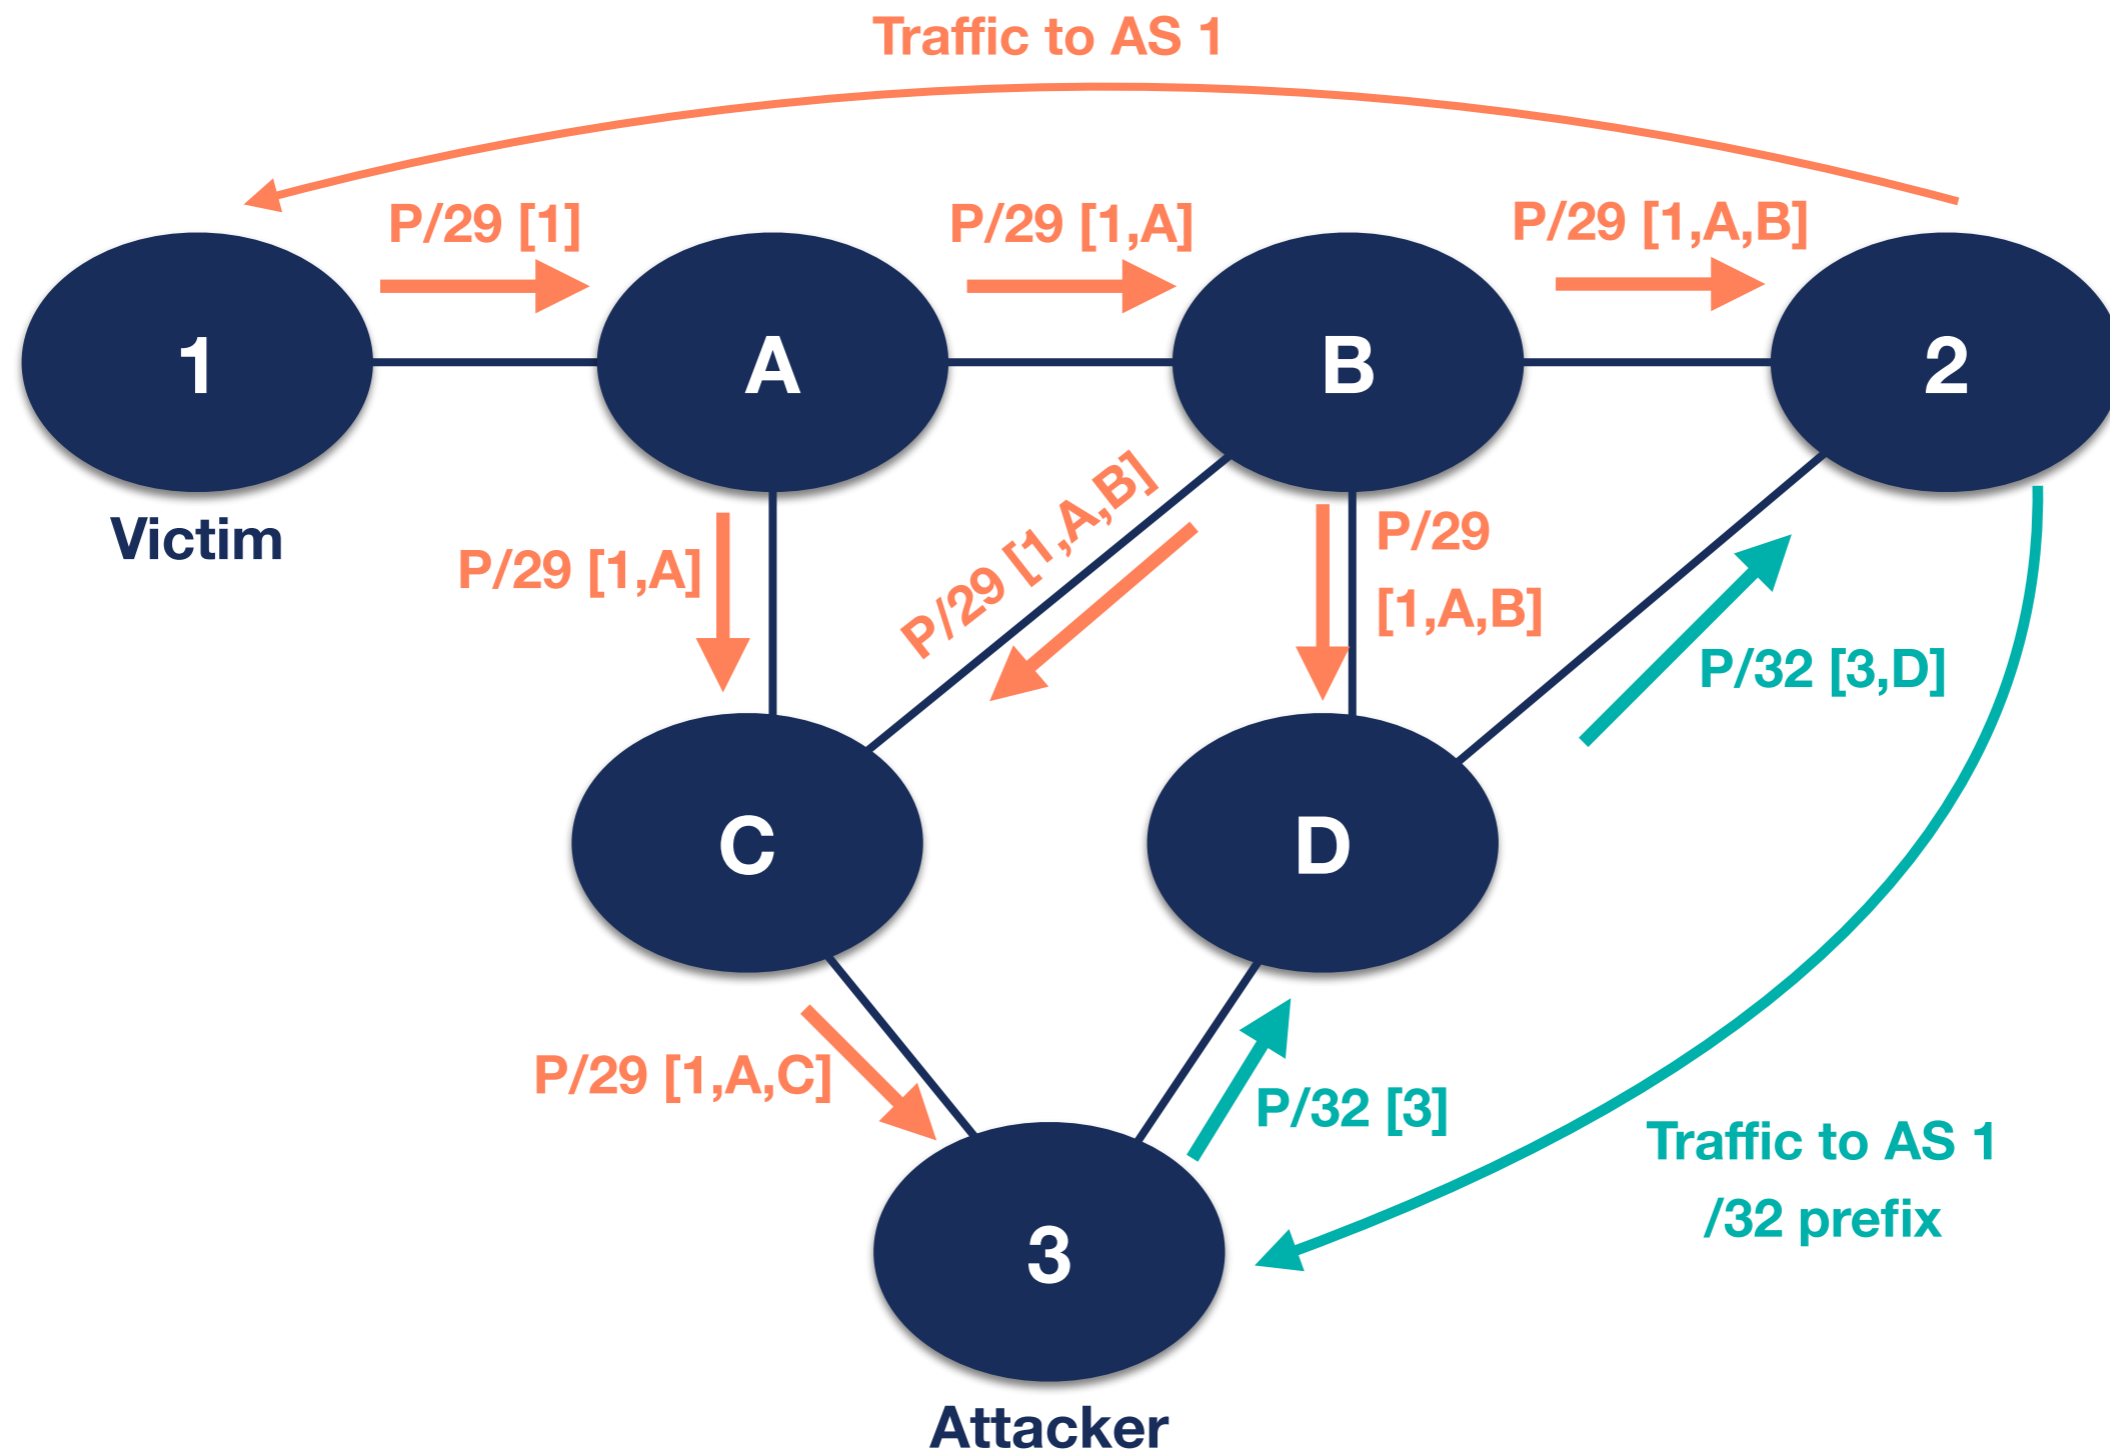 Traffic to AS 1
P/29 [1]
P/29 [1,A]
P/29 [1,A,B]
1
A
B
2
Victim
P/29 [1,A]
P/29 [1,A,B]
P/29
[1,A,B]
P/32 [3,D]
C
D
P/29 [1,A,C]
P/32 [3]
Traffic to AS 1
/32 prefix
3
Attacker